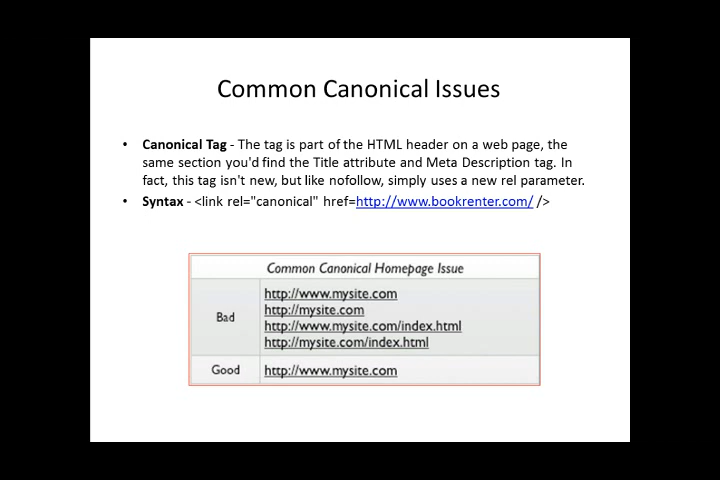 Common Canonical Issues
• Canonical Tag - The tag is part of the HTML header on a web page, the
same section you'd find the Title attribute and Meta Description tag. In
fact, this tag isn't new, but like nofollow, simply uses a new rel parameter.
• Syntax - <link rel="canonical" href=http://www.bookrenter.com/ />
Common Canonical Homepage Issue
Bad
http://www.mysite.com
http://mysite.com
http://www.mysite.com/index.html
http://mysite.com/index.html
Good http://www.mysite.com